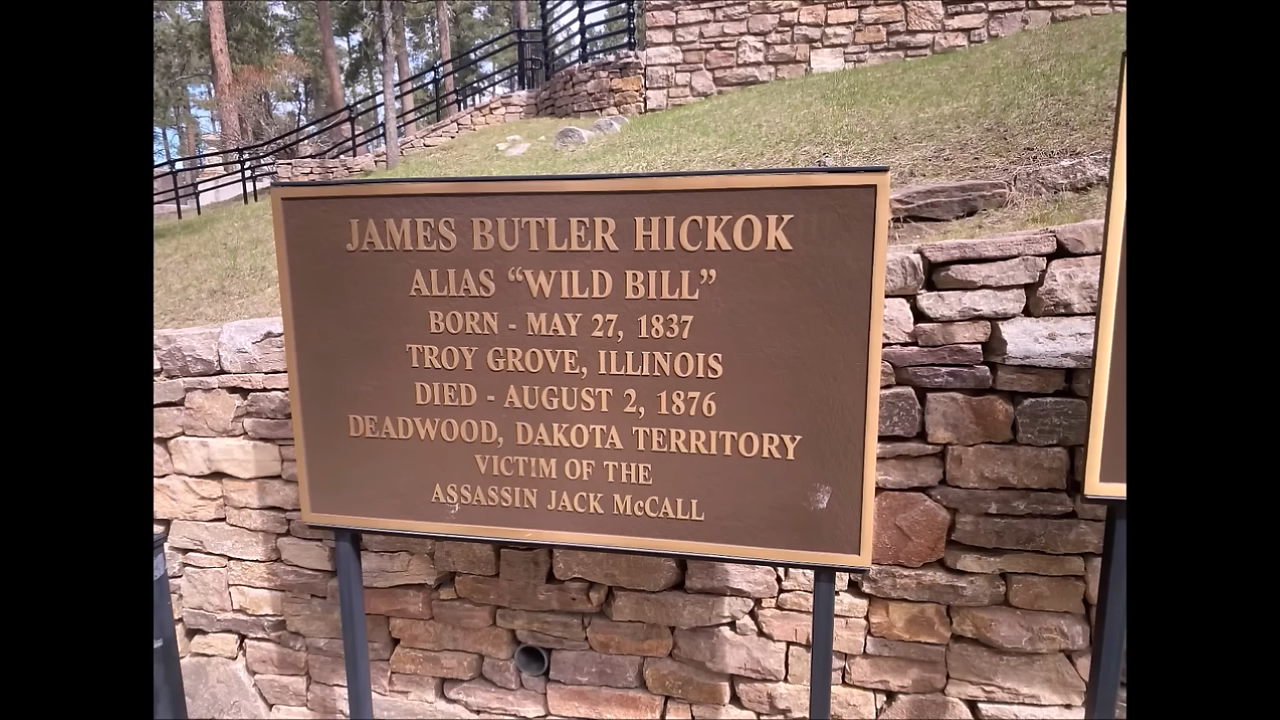 JAMES BUTLER HICKOK
ALIAS “WILD BILL”
BORN - MAY 27, 1837
TROY GROVE, ILLINOIS
DIED - AUGUST 2, 1876
DEADWOOD, DAKOTA TERRITORY
VICTIM OF THE
ASSASSIN JACK McCALL